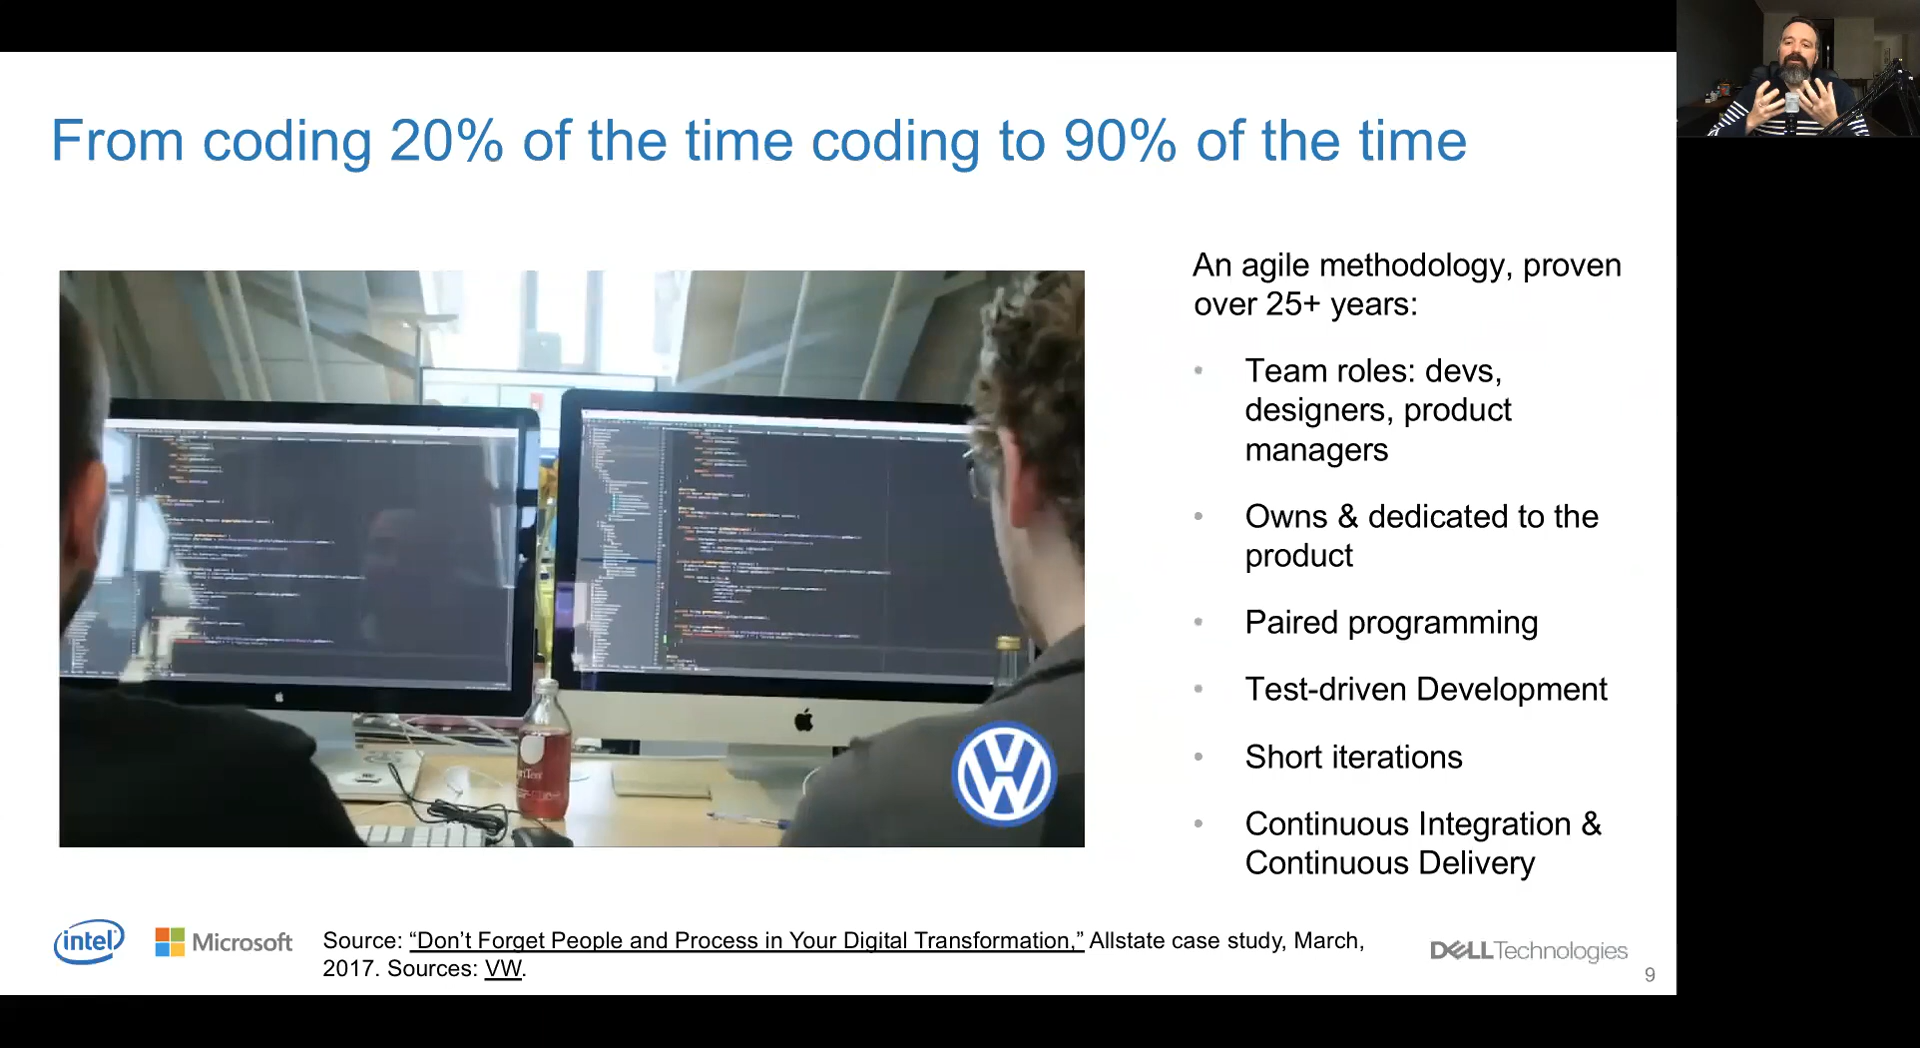 From coding 20% of the time coding to 90% of the time
An agile methodology, proven
over 25+ years:
• Team roles: devs,
designers, product
managers
• Owns & dedicated to the
product
• Paired programming
• Test-driven Development
• Short iterations
• Continuous Integration &
Continuous Delivery
intel
Microsoft
Source: “Don’t Forget People and Process in Your Digital Transformation,” Allstate case study, March,
2017. Sources: VW.
DELLTechnologies
9